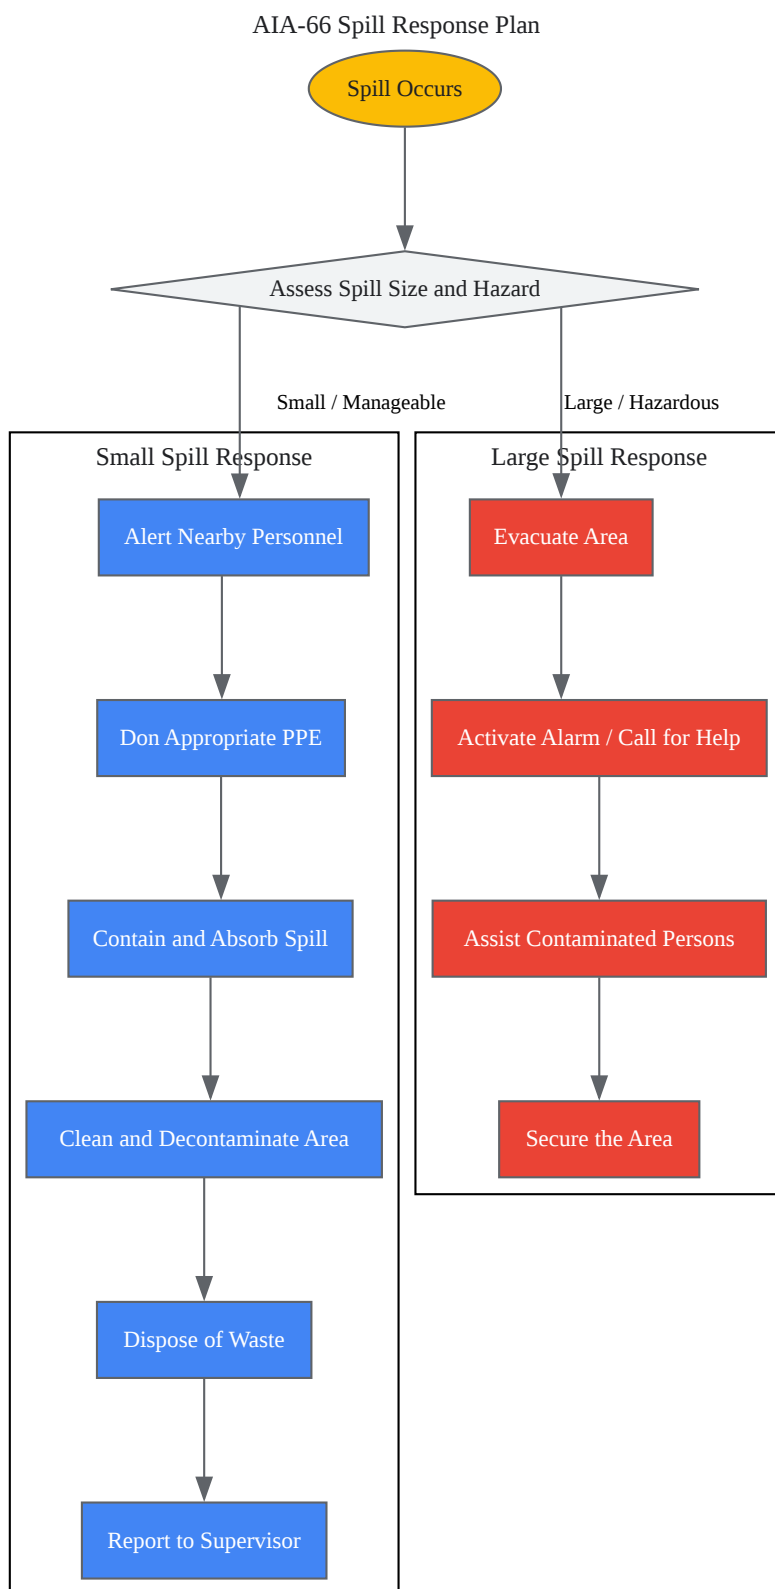 AIA-66 Spill Response Plan
Spill Occurs
Assess Spill Size and Hazard
Small / Manageable
Large / Hazardous
Small Spill Response
Alert Nearby Personnel
Don Appropriate PPE
Contain and Absorb Spill
Clean and Decontaminate Area
Dispose of Waste
Report to Supervisor
Large Spill Response
Evacuate Area
Activate Alarm / Call for Help
Assist Contaminated Persons
Secure the Area